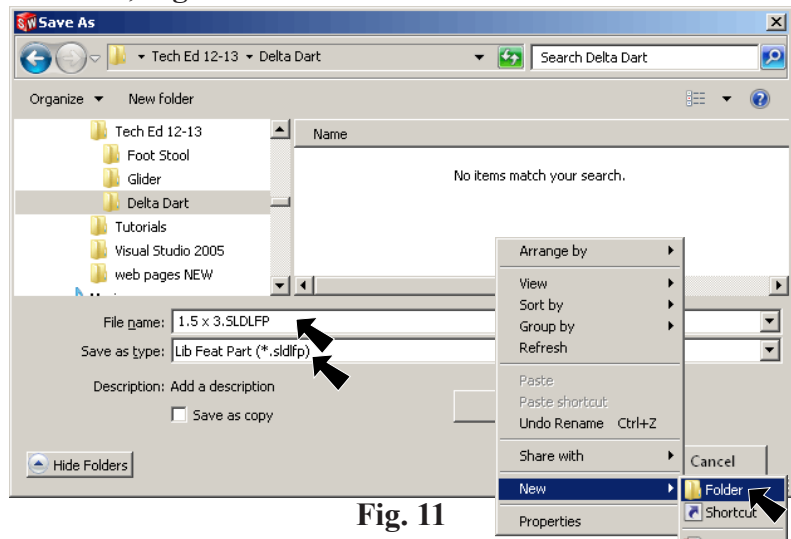 Save As
Tech Ed 12-13 Delta Dart Search Delta Dart
Organize New folder
Tech Ed 12-13
Foot Stool
Glider
Delta Dart
Tutorials
Visual Studio 2005
web pages NEW
Name
No items match your search.
File name: 1.5 x 3.SLDLFP
Save as type: Lib Feat Part (*.sldlfp)
Description: Add a description
Save as copy
Hide Folders
Cancel
Arrange by
View
Sort by
Group by
Refresh
Paste
Paste shortcut
Undo Rename Ctrl+Z
Share with
New
Properties
Folder
Shortcut
Fig. 11